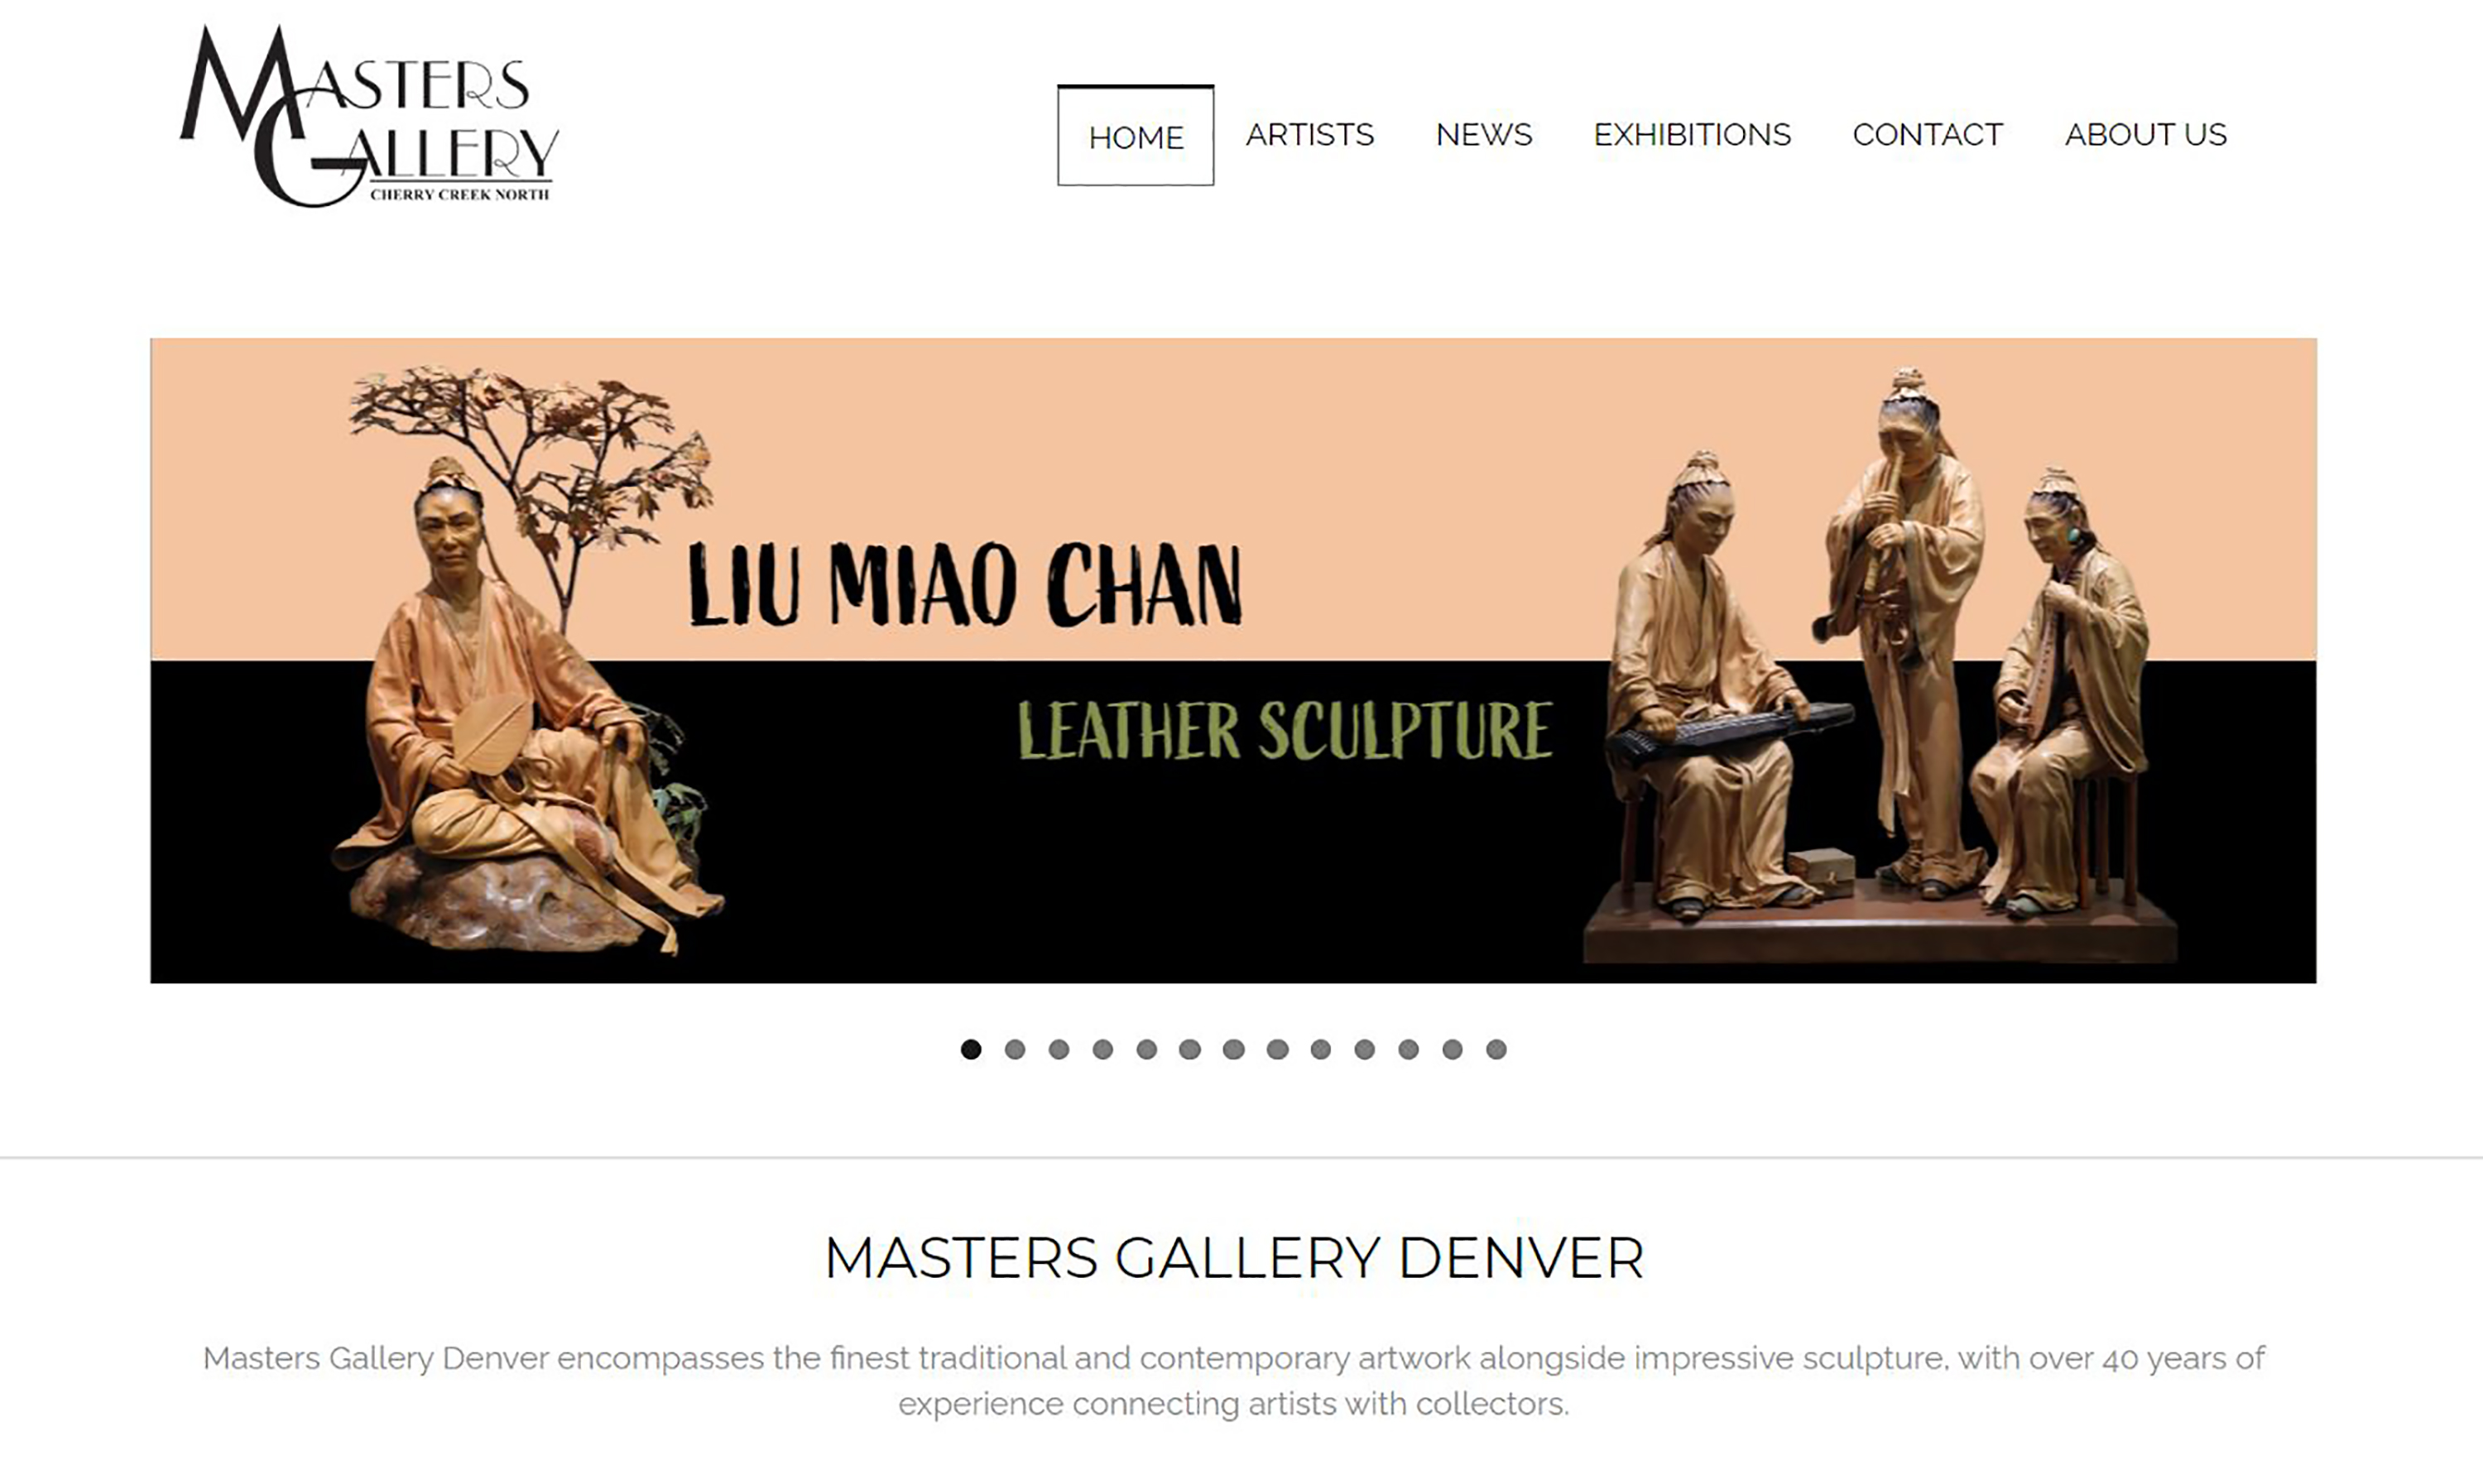 MASTERS
GALLERY
CHERRY CREEK NORTH
HOME ARTISTS NEWS EXHIBITIONS CONTACT ABOUT US
LIU MIAO CHAN
LEATHER SCULPTURE
MASTERS GALLERY DENVER
Masters Gallery Denver encompasses the finest traditional and contemporary artwork alongside impressive sculpture, with over 40 years of
experience connecting artists with collectors.